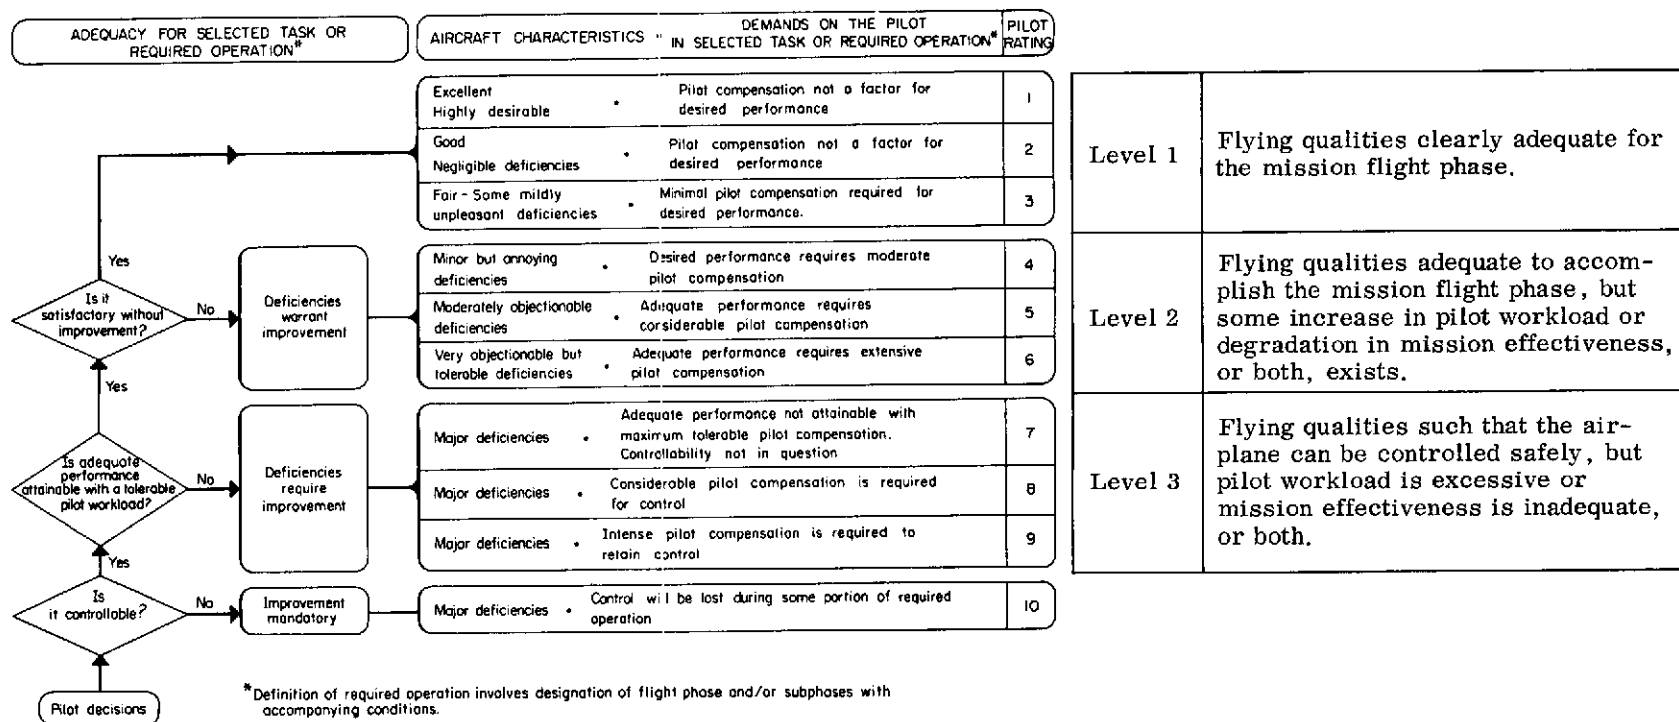 ADEQUACY FOR SELECTED TASK OR
REQUIRED OPERATION*
AIRCRAFT CHARACTERISTICS "
DEMANDS ON THE PILOT
IN SELECTED TASK OR REQUIRED OPERATION*
PILOT
RATING
Excellent
Highly desirable
• Pilot compensation not a factor for
desired performance
1
Good
Negligible deficiencies
• Pilot compensation not a factor for
desired performance
2
Fair - Some mildly
unpleasant deficiencies
• Minimal pilot compensation required for
desired performance.
3
Yes
Is it
satisfactory without
improvement?
No
Deficiencies
warrant
improvement
Minor but annoying
deficiencies
• Desired performance requires moderate
pilot compensation
4
Moderately objectionable
deficiencies
• Adequate performance requires
considerable pilot compensation
5
Very objectionable but
tolerable deficiencies
• Adequate performance requires extensive
pilot compensation
6
Yes
Is adequate
performance
attainable with a tolerable
pilot workload?
No
Deficiencies
require
improvement
Major deficiencies
• Adequate performance not attainable with
maximum tolerable pilot compensation.
Controllability not in question
7
Major deficiencies
• Considerable pilot compensation is required
for control
8
Major deficiencies
• Intense pilot compensation is required to
retain control
9
Yes
Is
it controllable?
No
Improvement
mandatory
Major deficiencies
• Control will be lost during some portion of required
operation
10
Pilot decisions
*Definition of required operation involves designation of flight phase and/or subphases with
accompanying conditions.
Level 1
Flying qualities clearly adequate for
the mission flight phase.
Level 2
Flying qualities adequate to accom-
plish the mission flight phase, but
some increase in pilot workload or
degradation in mission effectiveness,
or both, exists.
Level 3
Flying qualities such that the air-
plane can be controlled safely, but
pilot workload is excessive or
mission effectiveness is inadequate,
or both.